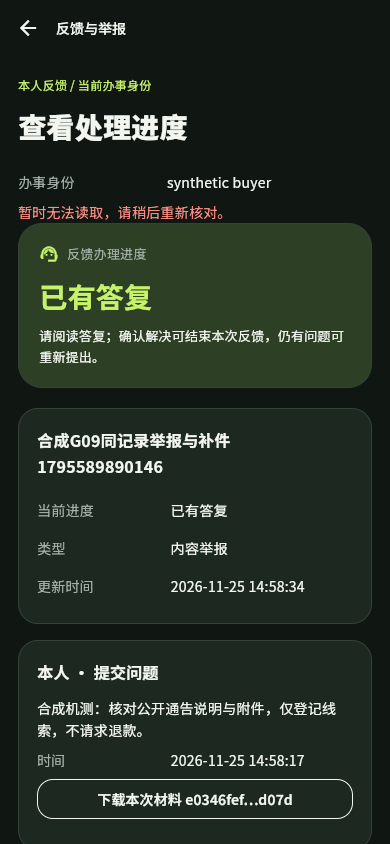 反馈与举报
本人反馈 / 当前办事身份
查看处理进度
办事身份 synthetic buyer
暂时无法读取，请稍后重新核对。
反馈办理进度
已有答复
请阅读答复；确认解决可结束本次反馈，仍有问题可
重新提出。
合成G09同记录举报与补件
1795589890146
当前进度 已有答复
类型 内容举报
更新时间 2026-11-25 14:58:34
本人 · 提交问题
合成机测：核对公开通告说明与附件，仅登记线
索，不请求退款。
时间 2026-11-25 14:58:17
下载本次材料 e0346fef…d07d